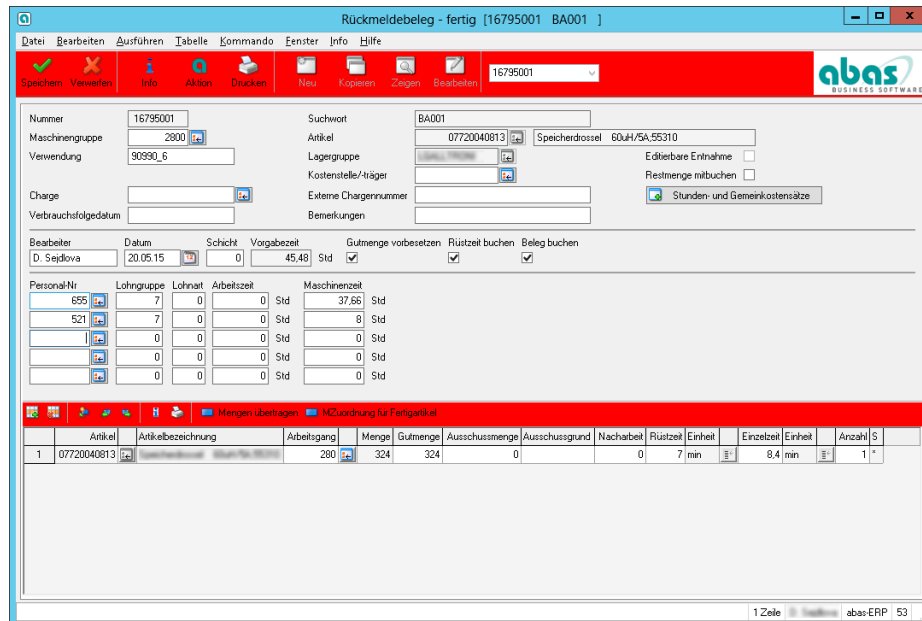 Rückmeldebeleg - fertig [16795001 BA001 ]
Datei Bearbeiten Ausführen Tabelle Kommando Fenster Info Hilfe
Speichern Verwerfen Info Aktion Drucken Neu Kopieren Zeigen Bearbeiten 16795001
abas
BUSINESS SOFTWARE
Nummer 16795001 Suchwort BA001
Maschinengruppe 2800 Artikel 07720040813 Speicherdrossel 60uH/5A;55310
Verwendung 90990_6 Lagergruppe Editierbare Entnahme
Kostenstelle/-träger Restmenge mitbuchen
Charge Externe Chargennummer Stunden- und Gemeinkostensätze
Verbrauchsfolgedatum Bemerkungen
Bearbeiter Datum Schicht Vorgabezeit Gutmenge vorbesetzen Rüstzeit buchen Beleg buchen
D. Sejdlova 20.05.15 12 0 45,48 Std
Personal-Nr Lohngruppe Lohnart Arbeitszeit Maschinenzeit
655 7 0 0 Std 37,66 Std
521 7 0 0 Std 8 Std
0 0 0 Std 0 Std
0 0 0 Std 0 Std
0 0 0 Std 0 Std
Mengen übertragen MZuordnung für Fertigartikel
Artikel Artikelbezeichnung Arbeitsgang Menge Gutmenge Ausschussmenge Ausschussgrund Nacharbeit Rüstzeit Einheit Einzelzeit Einheit Anzahl S
1 07720040813 280 324 324 0 0 7 min 8,4 min 1 *
1 Zeile abas-ERP 53